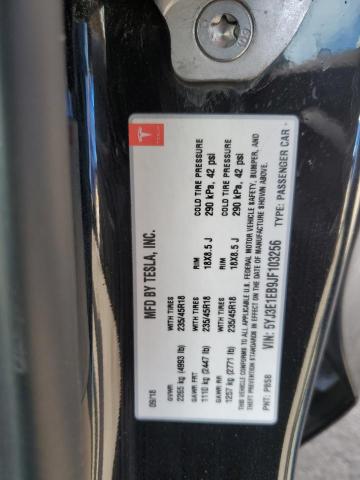 TESLA
MFD BY TESLA, INC.
09/18
GVWR
2265 kg (4993 lb)
GAWR FRT WITH TIRES RIM COLD TIRE PRESSURE
1110 kg (2447 lb) 235/45R18 18X8.5 J 290 kPa, 42 psi
GAWR RR WITH TIRES RIM COLD TIRE PRESSURE
1257 kg (2771 lb) 235/45R18 18X8.5 J 290 kPa, 42 psi
THIS VEHICLE CONFORMS TO ALL APPLICABLE U.S. FEDERAL MOTOR VEHICLE SAFETY, BUMPER, AND
THEFT PREVENTION STANDARDS IN EFFECT ON THE DATE OF MANUFACTURE SHOWN ABOVE.
VIN: 5YJ3E1EB9JF103256 TYPE: PASSENGER CAR
PNT: PBSB